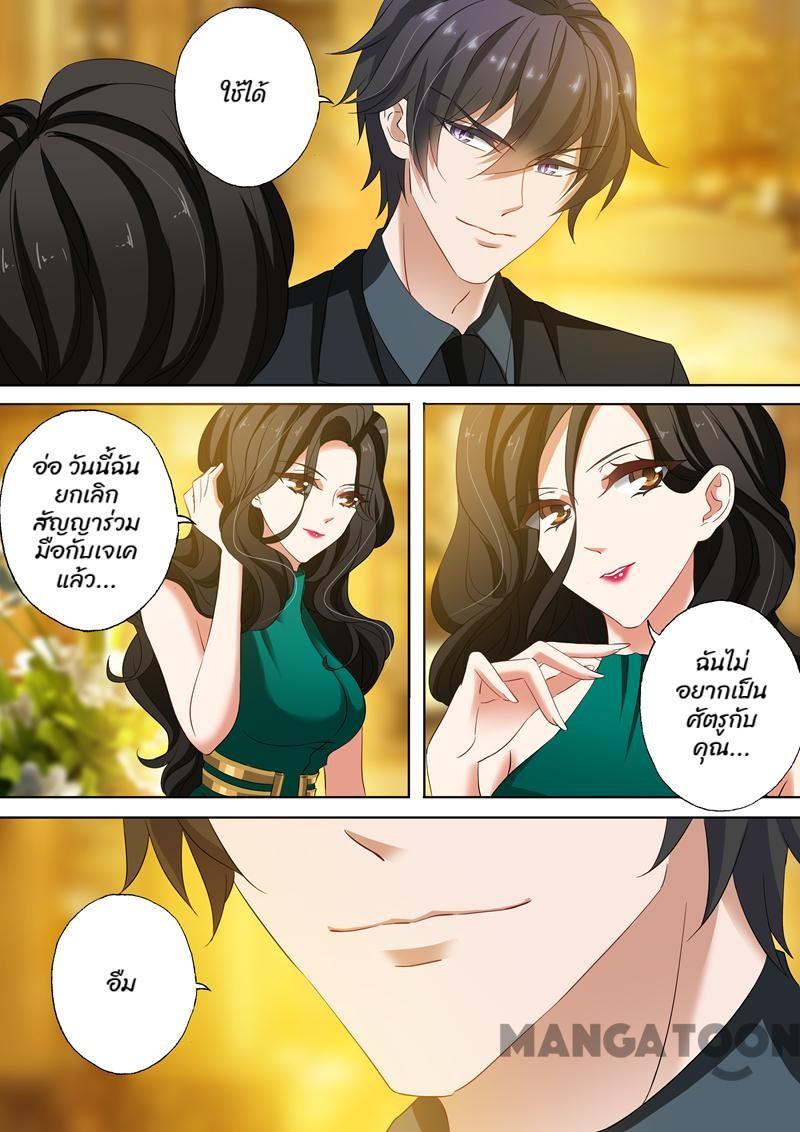 ใช้ได้
อ่อ วันนี้ฉัน
ยกเลิก
สัญญาร่วม
มือกับเจเค
แล้ว...
ฉันไม่
อยากเป็น
ศัตรูกับ
คุณ...
อืม
MANGATOON